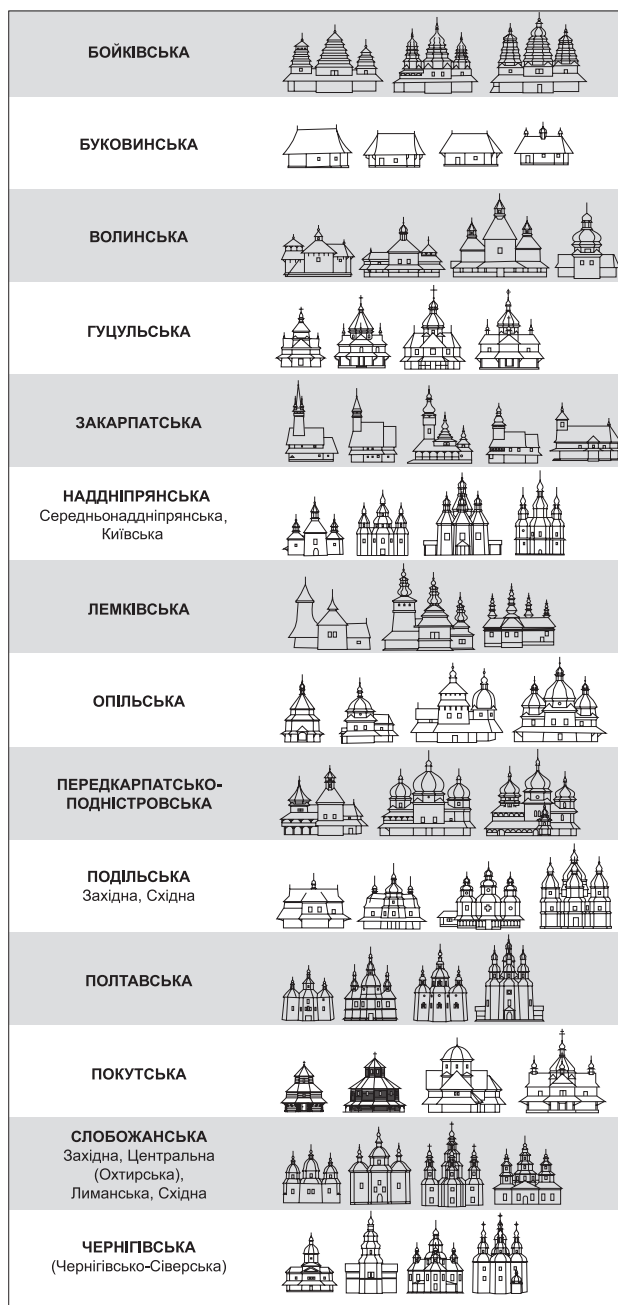 БОЙКІВСЬКА
БУКОВИНСЬКА
ВОЛИНСЬКА
ГУЦУЛЬСЬКА
ЗАКАРПАТСЬКА
НАДДНІПРЯНСЬКА
Середньонаддніпрянська,
Київська
ЛЕМКІВСЬКА
ОПІЛЬСЬКА
ПЕРЕДКАРПАТСЬКО-
ПОДНІСТРОВСЬКА
ПОДІЛЬСЬКА
Західна, Східна
ПОЛТАВСЬКА
ПОКУТСЬКА
СЛОБОЖАНСЬКА
Західна, Центральна
(Охтирська),
Лиманська, Східна
ЧЕРНІГІВСЬКА
(Чернігівсько-Сіверська)